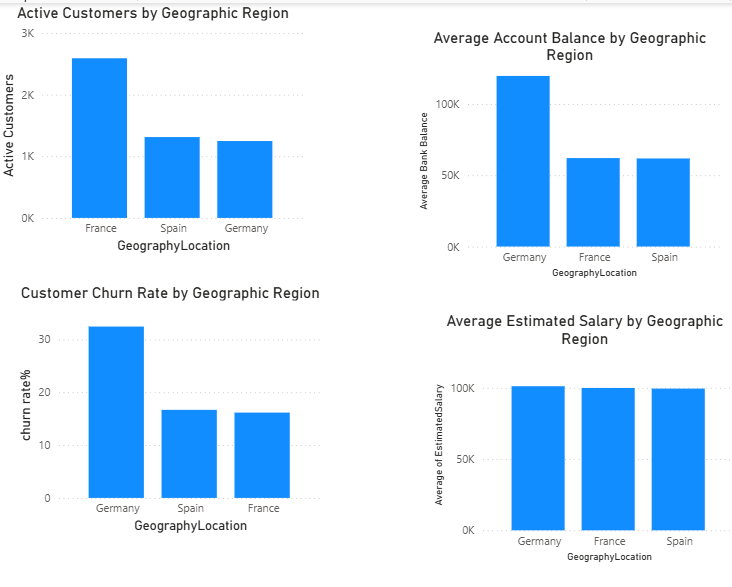 Active Customers by Geographic Region
3K
2K
1K
0K
Active Customers
France Spain Germany
GeographyLocation
Average Account Balance by Geographic
Region
100K
50K
0K
Average Bank Balance
Germany France Spain
GeographyLocation
Customer Churn Rate by Geographic Region
30
20
10
0
churn rate%
Germany Spain France
GeographyLocation
Average Estimated Salary by Geographic
Region
100K
50K
0K
Average of EstimatedSalary
Germany France Spain
GeographyLocation